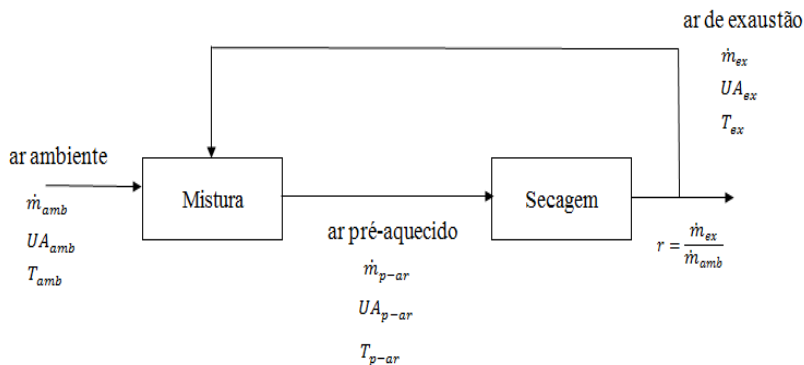 ar de exaustão
ṁ_ex
UA_ex
T_ex
ar ambiente
ṁ_amb
UA_amb
T_amb
Mistura
ar pré-aquecido
ṁ_p−ar
UA_p−ar
T_p−ar
Secagem
r = ṁ_ex / ṁ_amb